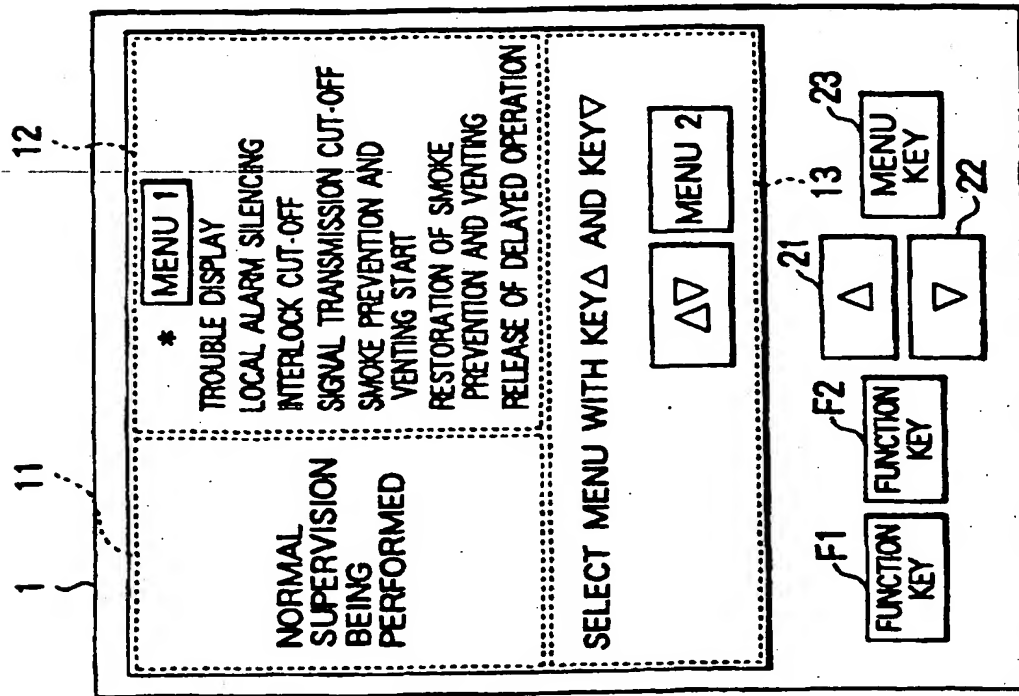 1
11
12
NORMAL
SUPERVISION
BEING
PERFORMED
* MENU 1
TROUBLE DISPLAY
LOCAL ALARM SILENCING
INTERLOCK CUT-OFF
SIGNAL TRANSMISSION CUT-OFF
SMOKE PREVENTION AND
VENTING START
RESTORATION OF SMOKE
PREVENTION AND VENTING
RELEASE OF DELAYED OPERATION
SELECT MENU WITH KEY△ AND KEY▽
△▽
MENU 2
13
F1
FUNCTION
KEY
F2
FUNCTION
KEY
21
△
▽
22
23
MENU
KEY